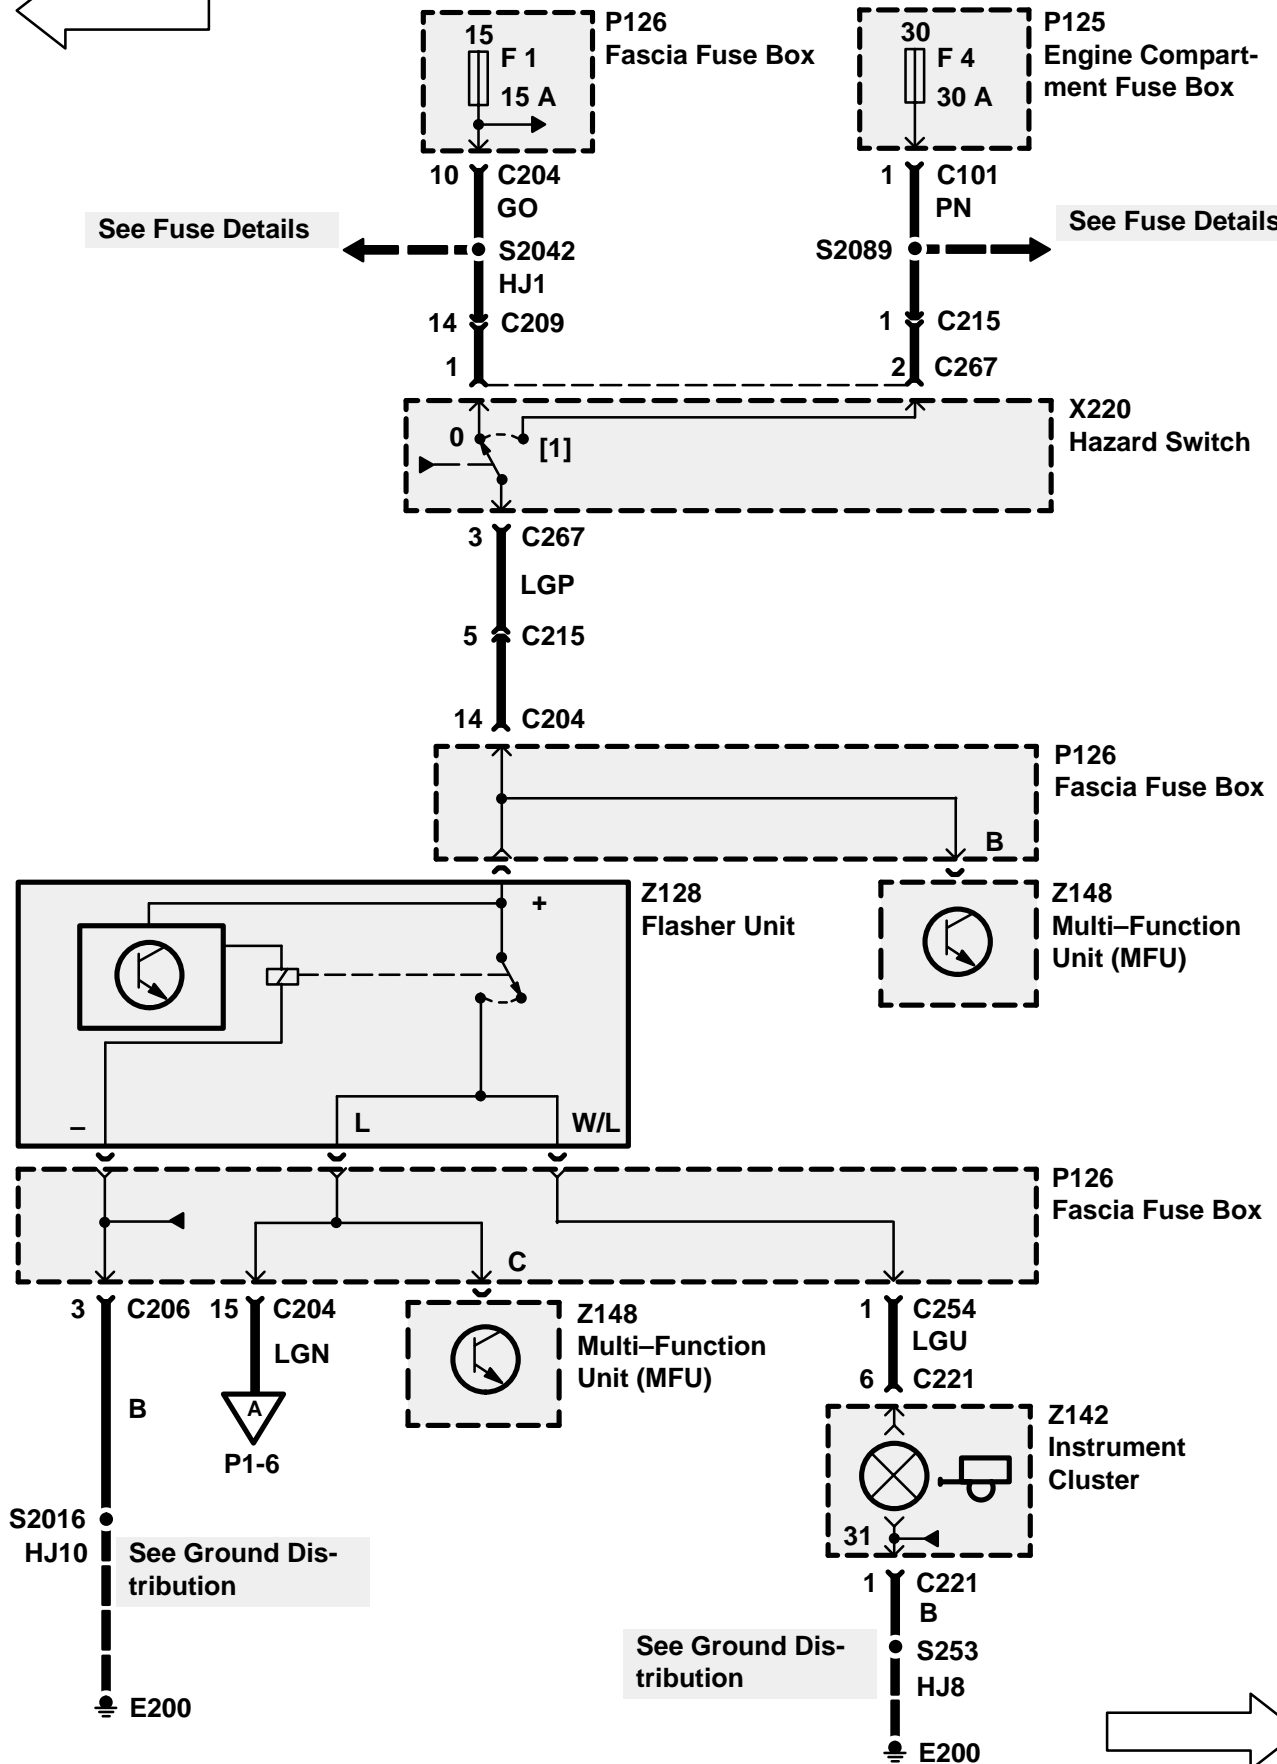 15
F 1
15 A
P126
Fascia Fuse Box
30
F 4
30 A
P125
Engine Compart-
ment Fuse Box
10 C204
GO
1 C101
PN
See Fuse Details
S2042
HJ1
S2089
See Fuse Details
14 C209
1 C215
1
2 C267
0 [1]
X220
Hazard Switch
3 C267
LGP
5 C215
14 C204
P126
Fascia Fuse Box
B
+
Z128
Flasher Unit
Z148
Multi–Function
Unit (MFU)
–
L
W/L
P126
Fascia Fuse Box
C
3 C206
15 C204
LGN
Z148
Multi–Function
Unit (MFU)
1 C254
LGU
6 C221
B
A
P1-6
Z142
Instrument
Cluster
31
S2016
HJ10
See Ground Dis-
tribution
1 C221
B
See Ground Dis-
tribution
S253
HJ8
E200
E200